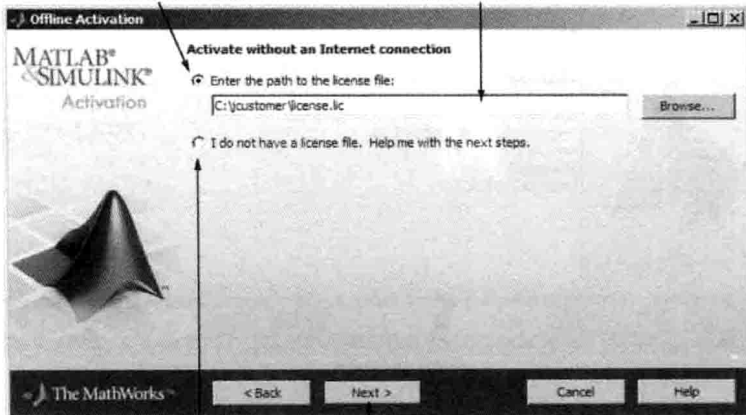 Offline Activation
MATLAB®
&SIMULINK®
Activation
Activate without an Internet connection
Enter the path to the license file:
C:\jcustomer\license.lic
Browse...
I do not have a license file. Help me with the next steps.
The MathWorks™
< Back
Next >
Cancel
Help